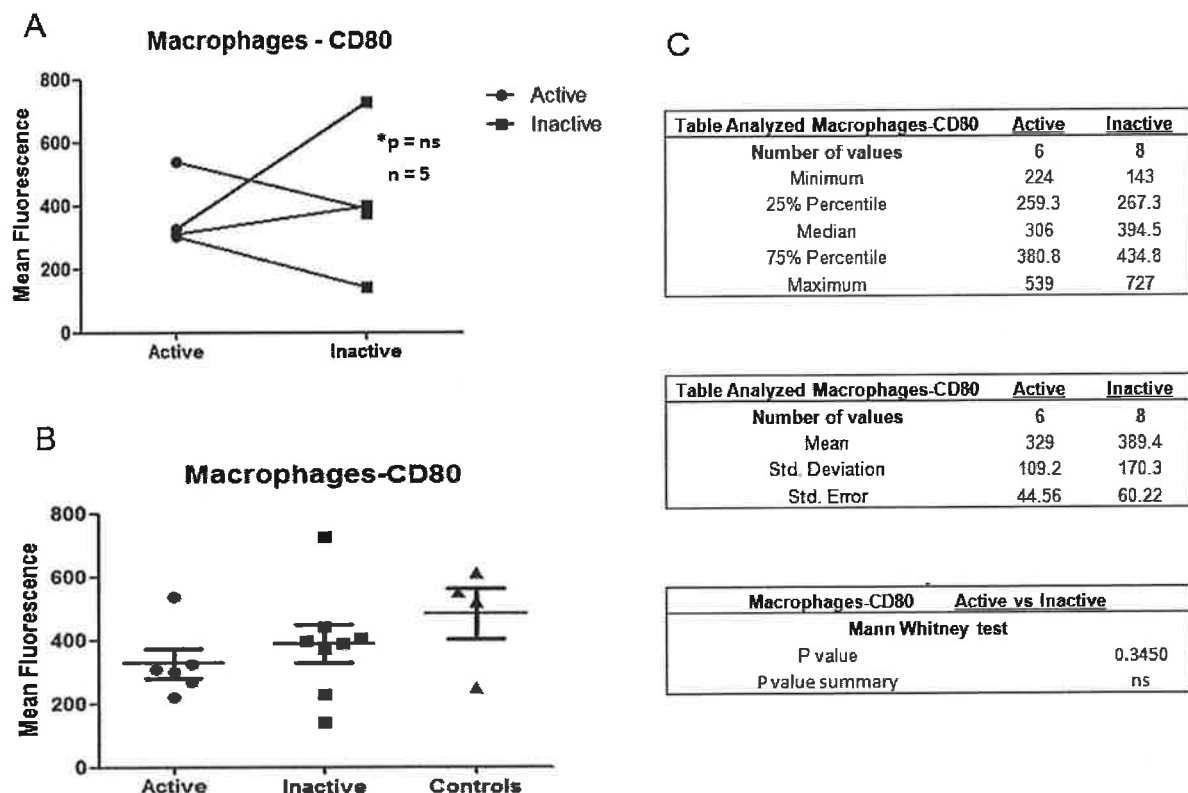 A
Macrophages - CD80
800
600
400
200
0
Mean Fluorescence
Active
Inactive
*p = ns
n = 5
Active
Inactive
B
Macrophages-CD80
800
600
400
200
0
Mean Fluorescence
Active
Inactive
Controls
C
Table Analyzed Macrophages-CD80 Active Inactive
Number of values 6 8
Minimum 224 143
25% Percentile 259.3 267.3
Median 306 394.5
75% Percentile 380.8 434.8
Maximum 539 727
Table Analyzed Macrophages-CD80 Active Inactive
Number of values 6 8
Mean 329 389.4
Std. Deviation 109.2 170.3
Std. Error 44.56 60.22
Macrophages-CD80 Active vs Inactive
Mann Whitney test
P value 0.3450
P value summary ns